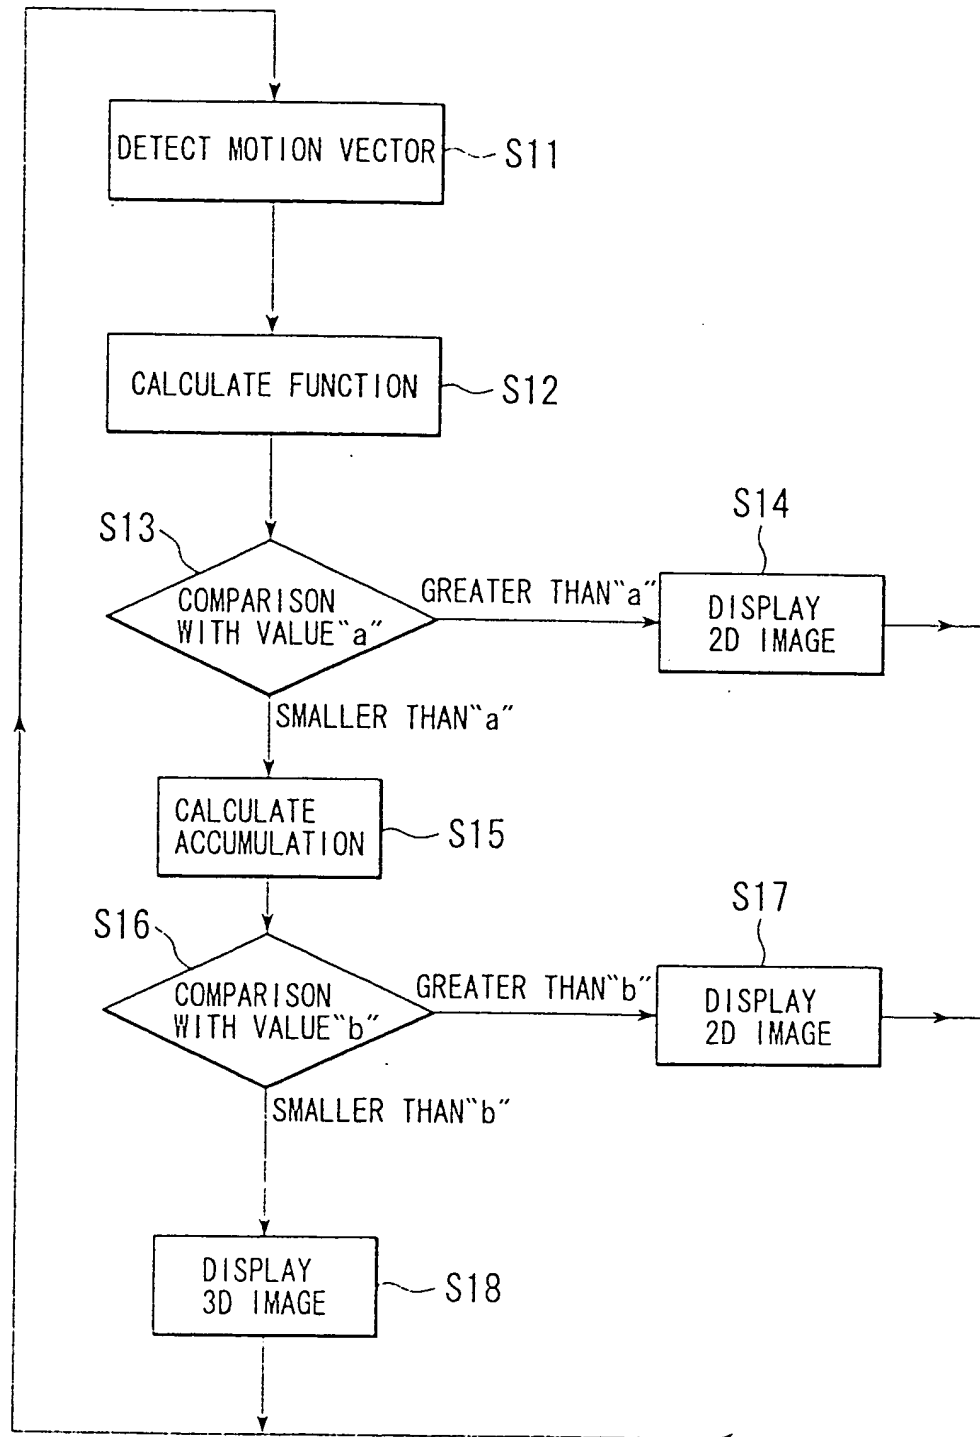 DETECT MOTION VECTOR
S11
CALCULATE FUNCTION
S12
S13
COMPARISON
WITH VALUE“a”
GREATER THAN“a”
S14
DISPLAY
2D IMAGE
SMALLER THAN“a”
CALCULATE
ACCUMULATION
S15
S16
COMPARISON
WITH VALUE“b”
GREATER THAN“b”
S17
DISPLAY
2D IMAGE
SMALLER THAN“b”
DISPLAY
3D IMAGE
S18